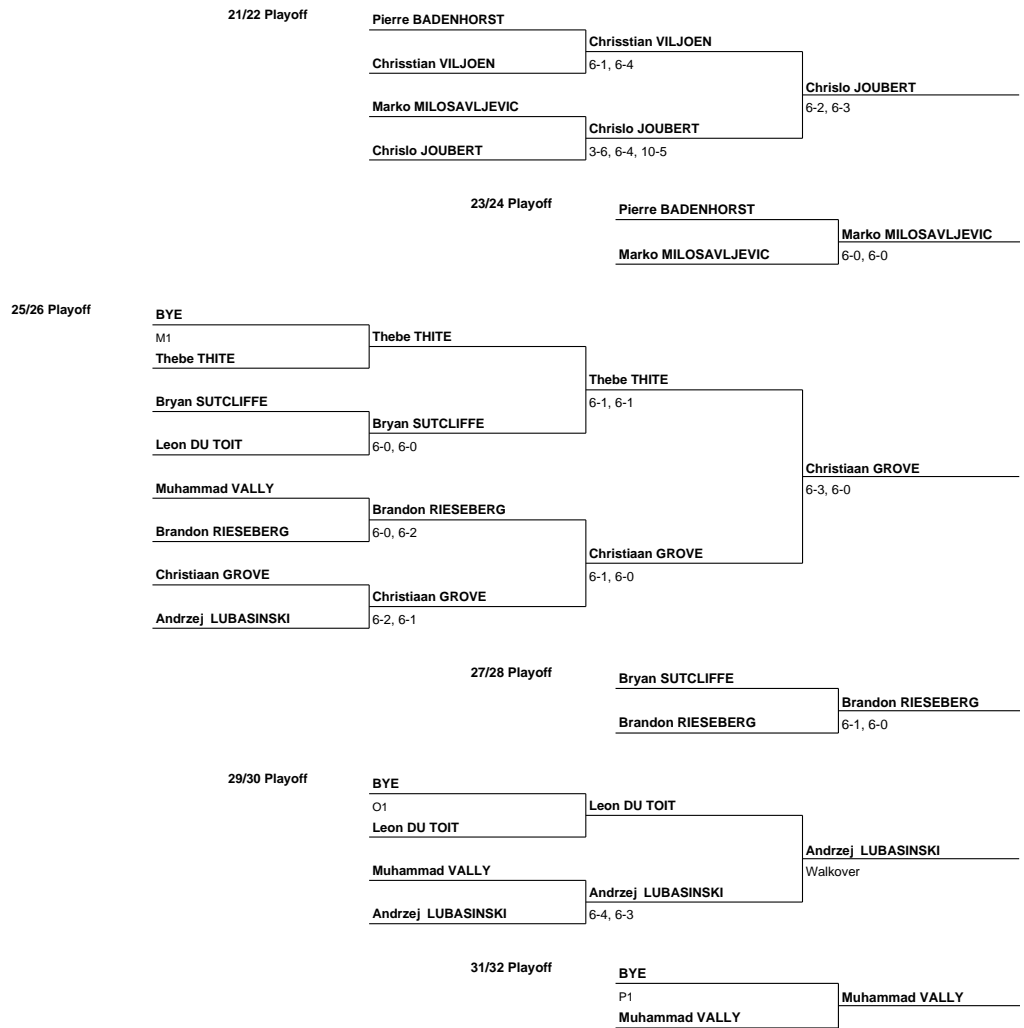 21/22 Playoff
Pierre BADENHORST
Chrisstian VILJOEN
Chrisstian VILJOEN
6-1, 6-4
Chrislo JOUBERT
Marko MILOSAVLJEVIC
6-2, 6-3
Chrislo JOUBERT
Chrislo JOUBERT
3-6, 6-4, 10-5
23/24 Playoff
Pierre BADENHORST
Marko MILOSAVLJEVIC
Marko MILOSAVLJEVIC
6-0, 6-0
25/26 Playoff
BYE
M1
Thebe THITE
Thebe THITE
Thebe THITE
Bryan SUTCLIFFE
6-1, 6-1
Bryan SUTCLIFFE
Leon DU TOIT
6-0, 6-0
Christiaan GROVE
Muhammad VALLY
6-3, 6-0
Brandon RIESEBERG
Brandon RIESEBERG
6-0, 6-2
Christiaan GROVE
Christiaan GROVE
6-1, 6-0
Christiaan GROVE
Andrzej LUBASINSKI
6-2, 6-1
27/28 Playoff
Bryan SUTCLIFFE
Brandon RIESEBERG
Brandon RIESEBERG
6-1, 6-0
29/30 Playoff
BYE
O1
Leon DU TOIT
Leon DU TOIT
Andrzej LUBASINSKI
Muhammad VALLY
Walkover
Andrzej LUBASINSKI
Andrzej LUBASINSKI
6-4, 6-3
31/32 Playoff
BYE
P1
Muhammad VALLY
Muhammad VALLY